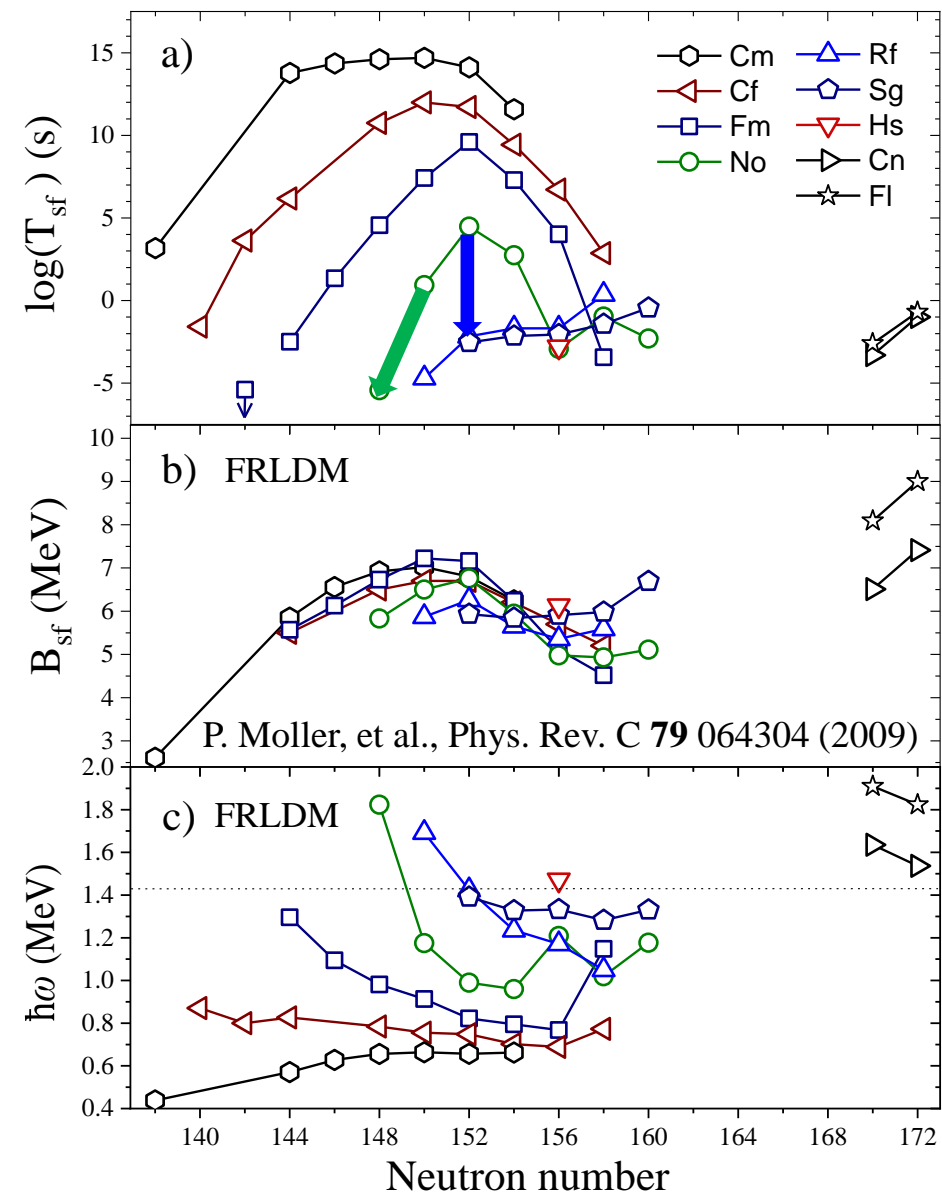 a)
Cm
Cf
Fm
No
Rf
Sg
Hs
Cn
Fl
log(T_sf) (s)
15
10
5
0
-5
b) FRLDM
B_sf (MeV)
10
9
8
7
6
5
4
3
P. Moller, et al., Phys. Rev. C 79 064304 (2009)
c) FRLDM
ħω (MeV)
2.0
1.8
1.6
1.4
1.2
1.0
0.8
0.6
0.4
140 144 148 152 156 160 164 168 172
Neutron number